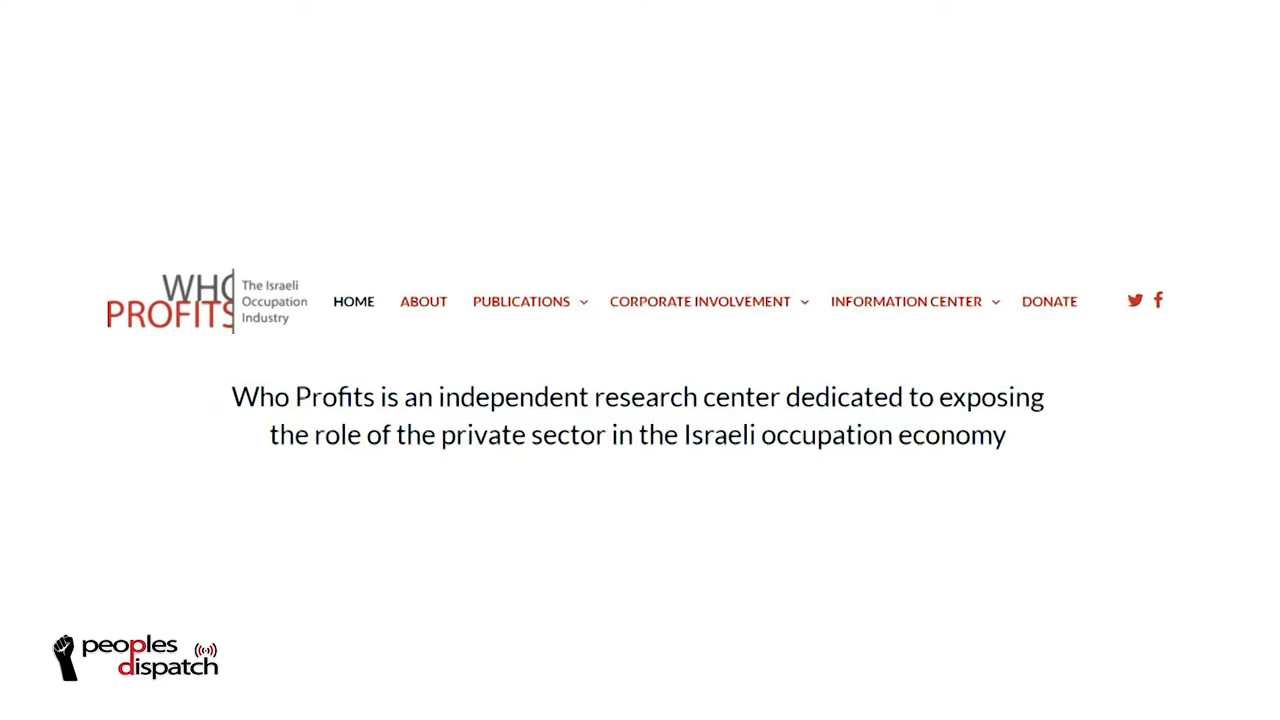 WHO
PROFITS
The Israeli
Occupation
Industry
HOME ABOUT PUBLICATIONS CORPORATE INVOLVEMENT INFORMATION CENTER DONATE
Who Profits is an independent research center dedicated to exposing
the role of the private sector in the Israeli occupation economy
peoples
dispatch